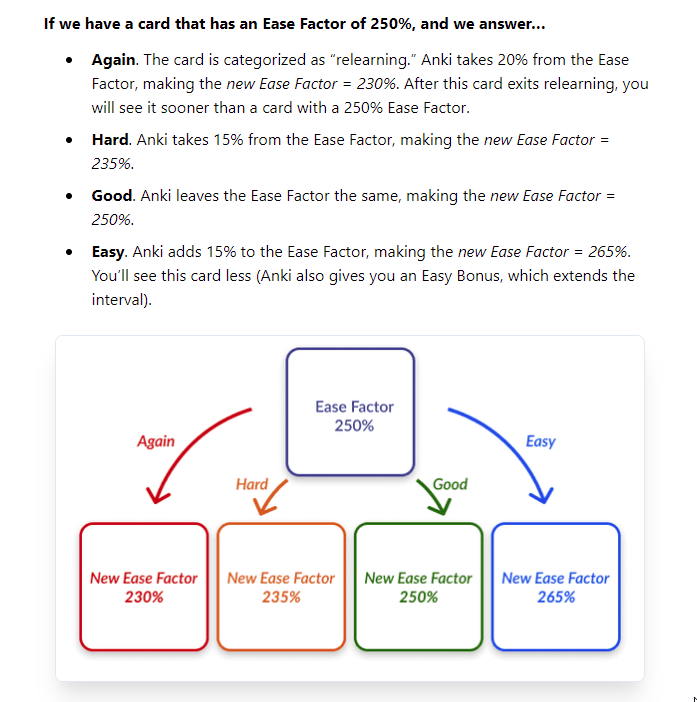 If we have a card that has an Ease Factor of 250%, and we answer…
• Again. The card is categorized as “relearning.” Anki takes 20% from the Ease
Factor, making the new Ease Factor = 230%. After this card exits relearning, you
will see it sooner than a card with a 250% Ease Factor.
• Hard. Anki takes 15% from the Ease Factor, making the new Ease Factor =
235%.
• Good. Anki leaves the Ease Factor the same, making the new Ease Factor =
250%.
• Easy. Anki adds 15% to the Ease Factor, making the new Ease Factor = 265%.
You’ll see this card less (Anki also gives you an Easy Bonus, which extends the
interval).
Ease Factor
250%
Again
Easy
Hard
Good
New Ease Factor
230%
New Ease Factor
235%
New Ease Factor
250%
New Ease Factor
265%